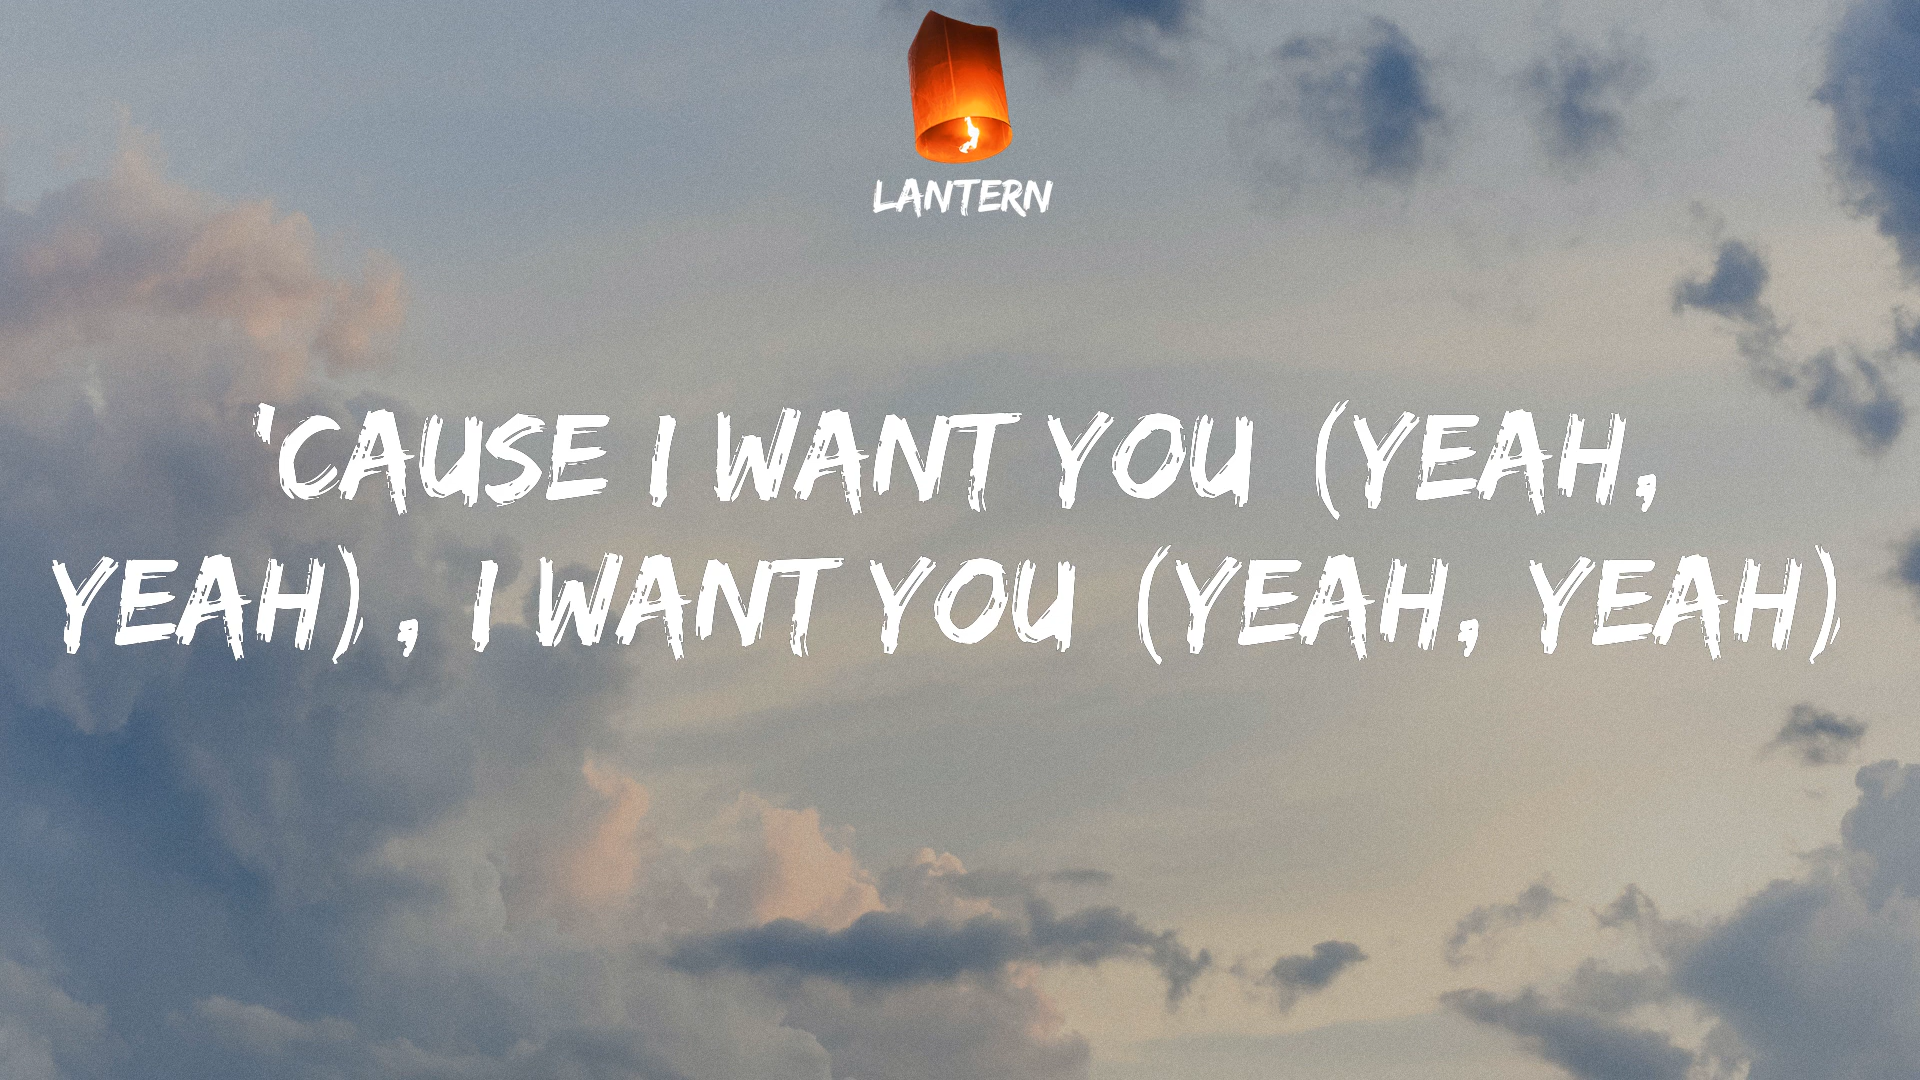 LANTERN
'CAUSE I WANT YOU (YEAH,
YEAH), I WANT YOU (YEAH, YEAH)